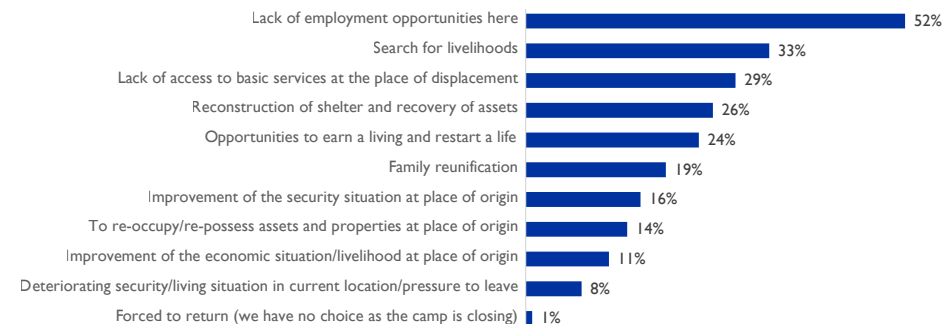 Lack of employment opportunities here 52%
Search for livelihoods 33%
Lack of access to basic services at the place of displacement 29%
Reconstruction of shelter and recovery of assets 26%
Opportunities to earn a living and restart a life 24%
Family reunification 19%
Improvement of the security situation at place of origin 16%
To re-occupy/re-possess assets and properties at place of origin 14%
Improvement of the economic situation/livelihood at place of origin 11%
Deteriorating security/living situation in current location/pressure to leave 8%
Forced to return (we have no choice as the camp is closing) 1%